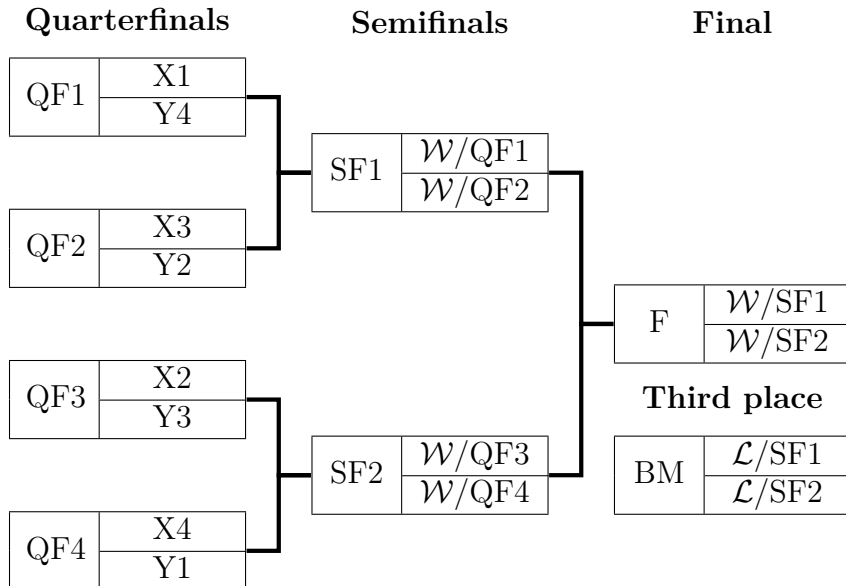 Quarterfinals
Semifinals
Final
QF1
X1
Y4
QF2
X3
Y2
QF3
X2
Y3
QF4
X4
Y1
SF1
𝒲/QF1
𝒲/QF2
SF2
𝒲/QF3
𝒲/QF4
F
𝒲/SF1
𝒲/SF2
Third place
BM
ℒ/SF1
ℒ/SF2